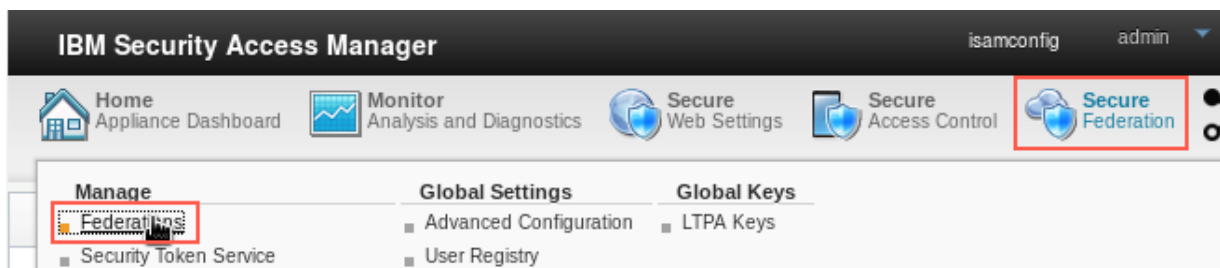 IBM Security Access Manager isamconfig admin
Home Monitor Secure Secure Secure
Appliance Dashboard Analysis and Diagnostics Web Settings Access Control Federation
Manage Global Settings Global Keys
Federations Advanced Configuration LTPA Keys
Security Token Service User Registry